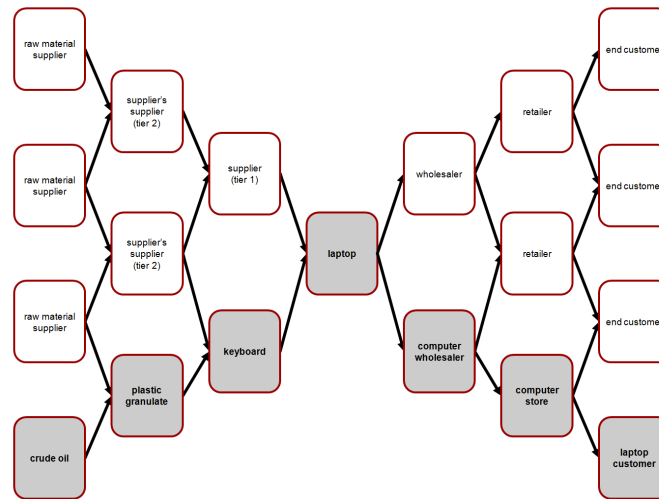 raw material
supplier
raw material
supplier
raw material
supplier
crude oil
supplier's
supplier
(tier 2)
supplier's
supplier
(tier 2)
plastic
granulate
supplier
(tier 1)
keyboard
laptop
wholesaler
computer
wholesaler
retailer
retailer
computer
store
end custome
end custome
end custome
laptop
customer